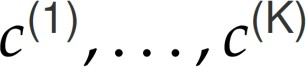 c(1), . . . , c(K)